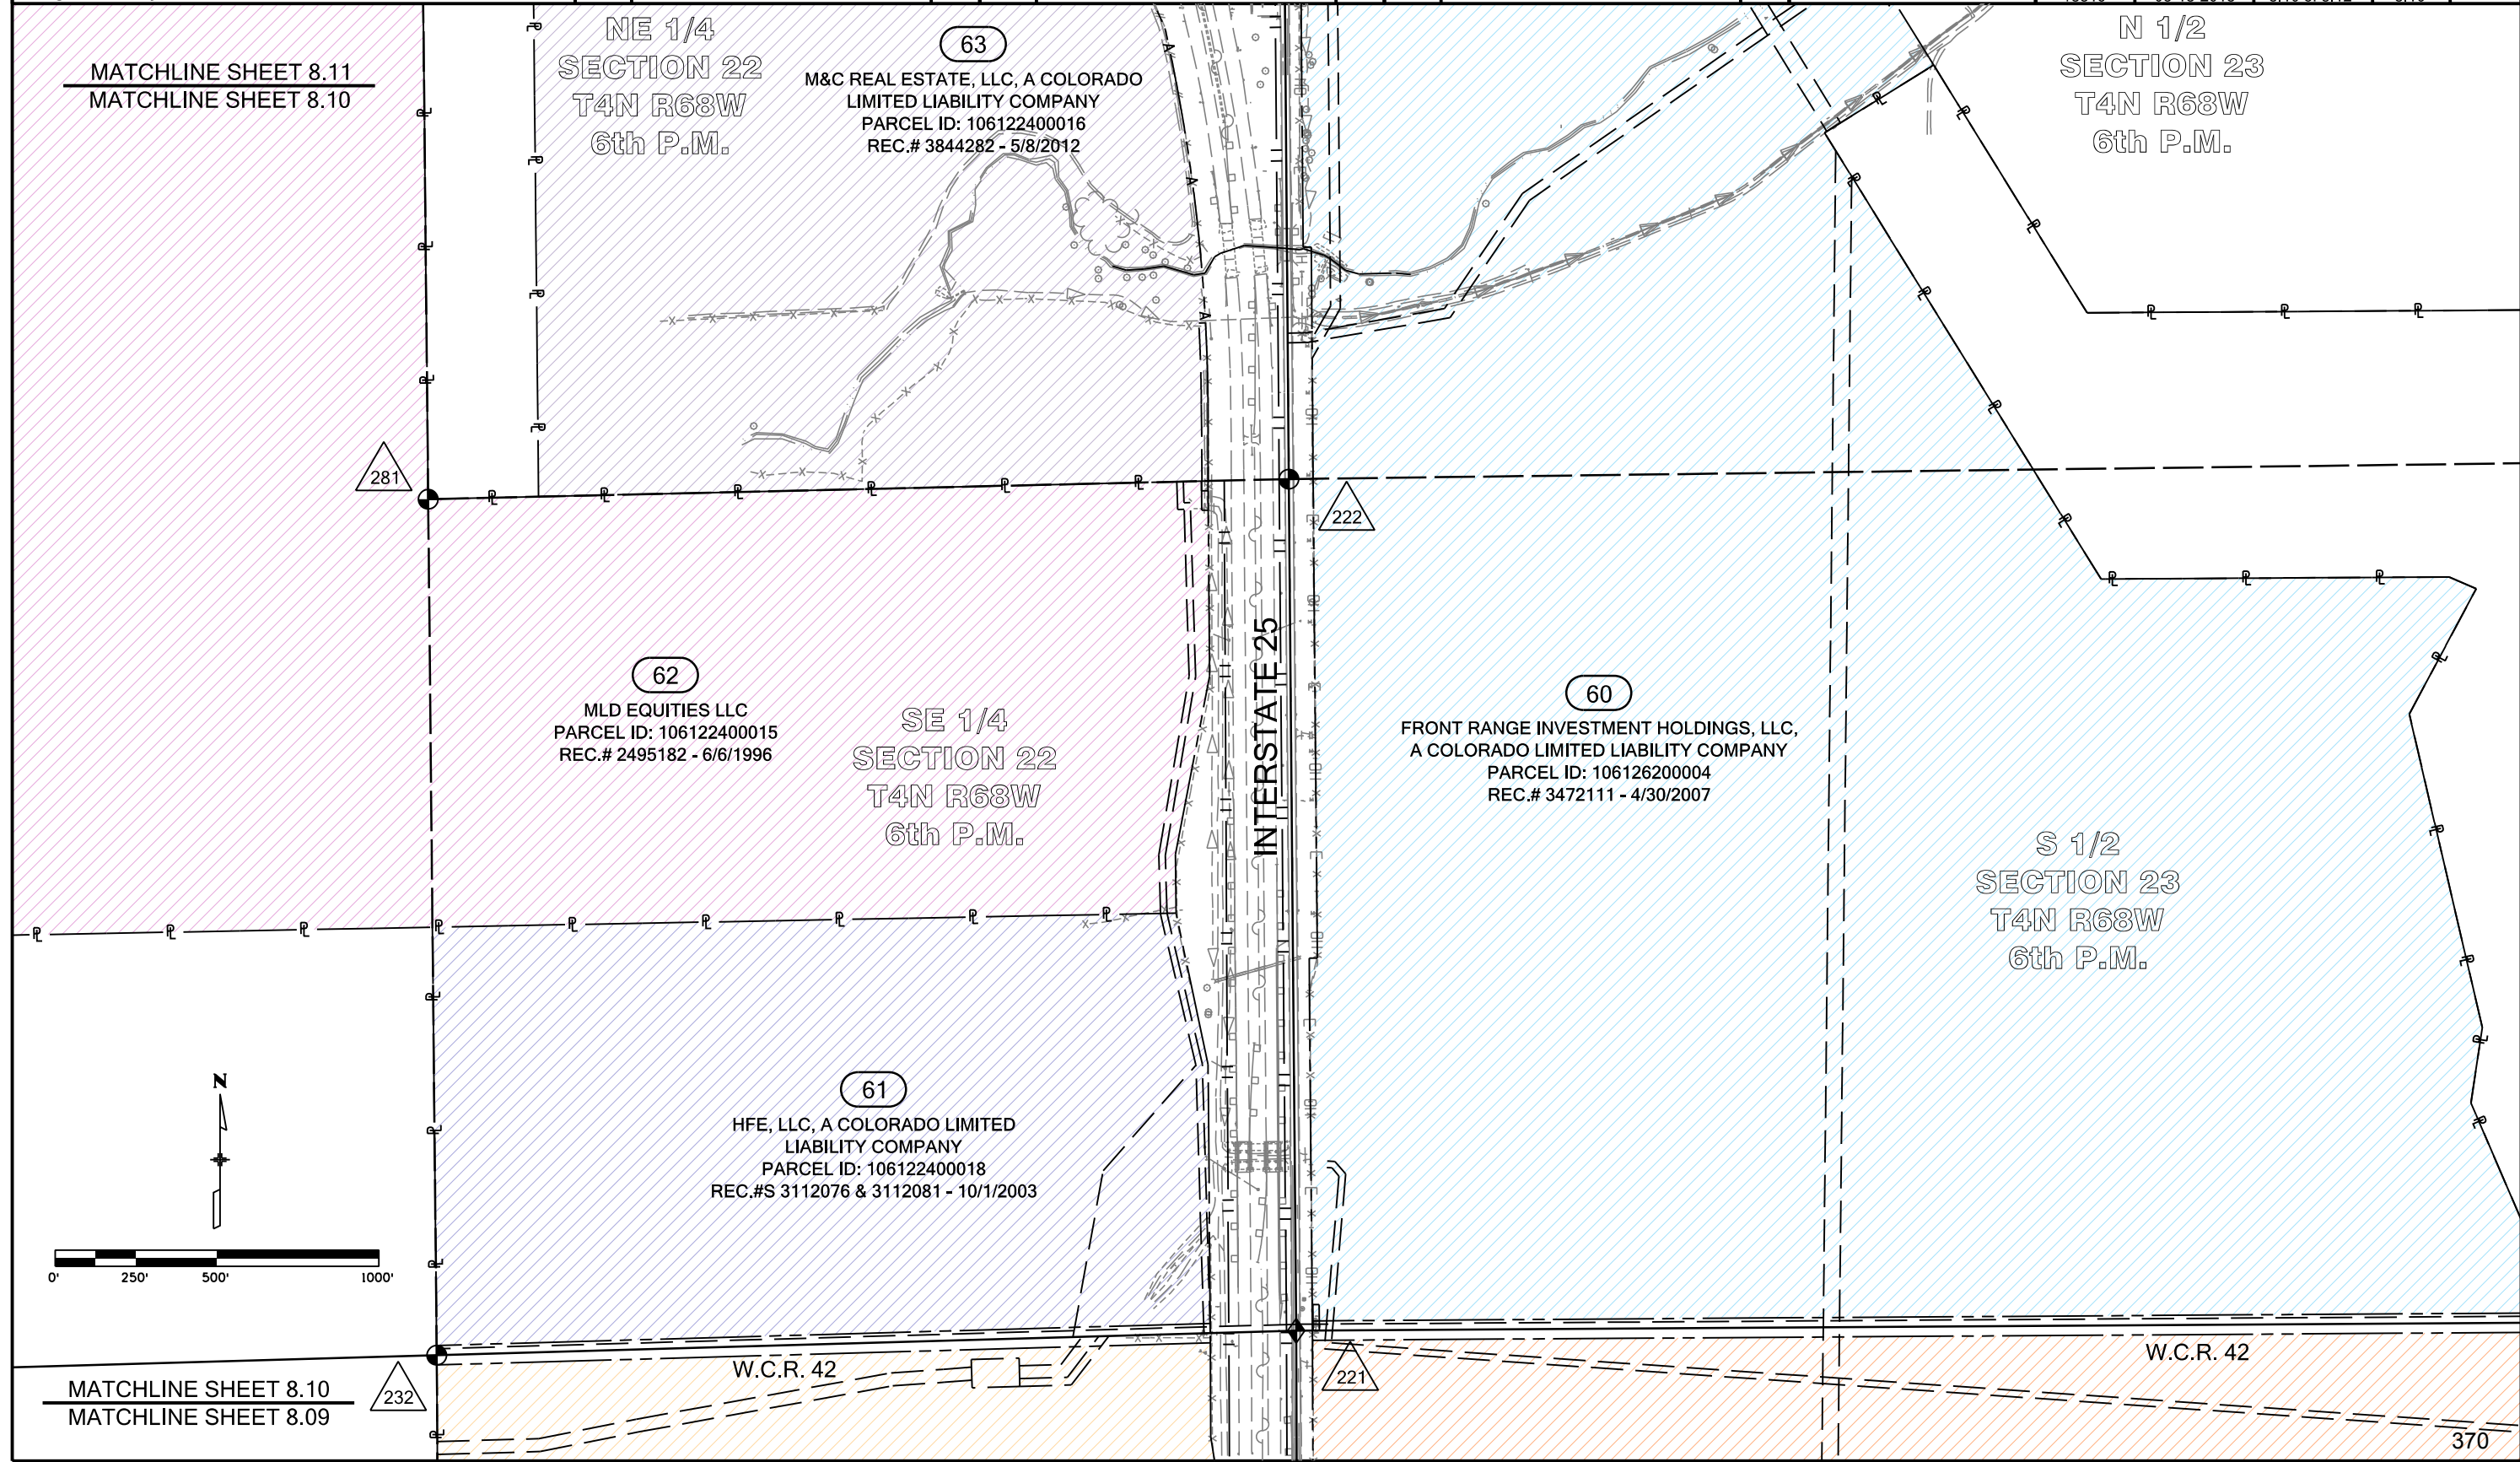 MATCHLINE SHEET 8.11
MATCHLINE SHEET 8.10
NE 1/4
SECTION 22
T4N R68W
6th P.M.
63
M&C REAL ESTATE, LLC, A COLORADO
LIMITED LIABILITY COMPANY
PARCEL ID: 106122400016
REC.# 3844282 - 5/8/2012
N 1/2
SECTION 23
T4N R68W
6th P.M.
281
222
62
MLD EQUITIES LLC
PARCEL ID: 106122400015
REC.# 2495182 - 6/6/1996
SE 1/4
SECTION 22
T4N R68W
6th P.M.
INTERSTATE 25
60
FRONT RANGE INVESTMENT HOLDINGS, LLC,
A COLORADO LIMITED LIABILITY COMPANY
PARCEL ID: 106126200004
REC.# 3472111 - 4/30/2007
S 1/2
SECTION 23
T4N R68W
6th P.M.
61
HFE, LLC, A COLORADO LIMITED
LIABILITY COMPANY
PARCEL ID: 106122400018
REC.#S 3112076 & 3112081 - 10/1/2003
N
0' 250' 500' 1000'
W.C.R. 42
W.C.R. 42
MATCHLINE SHEET 8.10
MATCHLINE SHEET 8.09
232
221
370